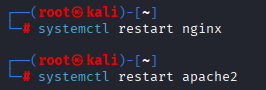 ┌──(root㉿kali)-[~]
└─# systemctl restart nginx
┌──(root㉿kali)-[~]
└─# systemctl restart apache2